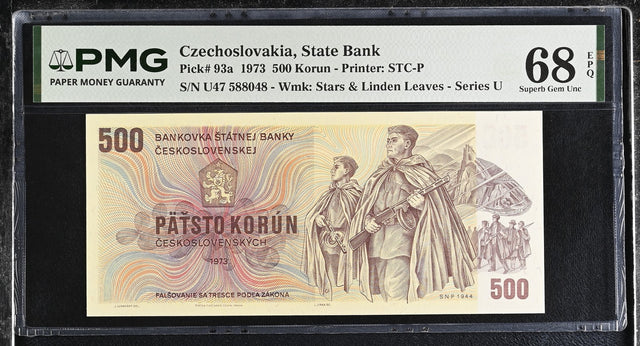 PMG
PAPER MONEY GUARANTY
Czechoslovakia, State Bank
Pick# 93a 1973 500 Korun - Printer: STC-P
S/N U47 588048 - Wmk: Stars & Linden Leaves - Series U
68
EPQ
Superb Gem Unc
500
BANKOVKA ŠTÁTNEJ BANKY
ČESKOSLOVENSKEJ
PÄŤSTO KORÚN
ČESKOSLOVENSKÝCH
1973
FALŠOVANIE SA TRESCE PODĽA ZÁKONA
SNP 1944
500